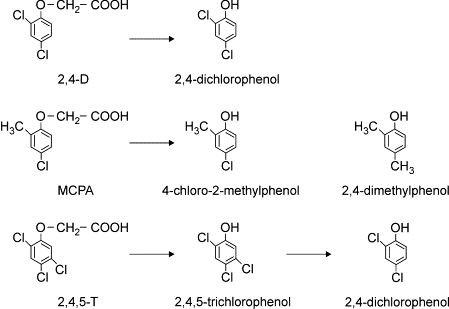 O–CH₂–COOH
OH
Cl
Cl
Cl
Cl
2,4-D
2,4-dichlorophenol
O–CH₂–COOH
OH
OH
H₃C
CH₃
CH₃
Cl
Cl
CH₃
MCPA
4-chloro-2-methylphenol
2,4-dimethylphenol
O–CH₂–COOH
OH
OH
Cl
Cl
Cl
Cl
Cl
Cl
Cl
Cl
2,4,5-T
2,4,5-trichlorophenol
2,4-dichlorophenol